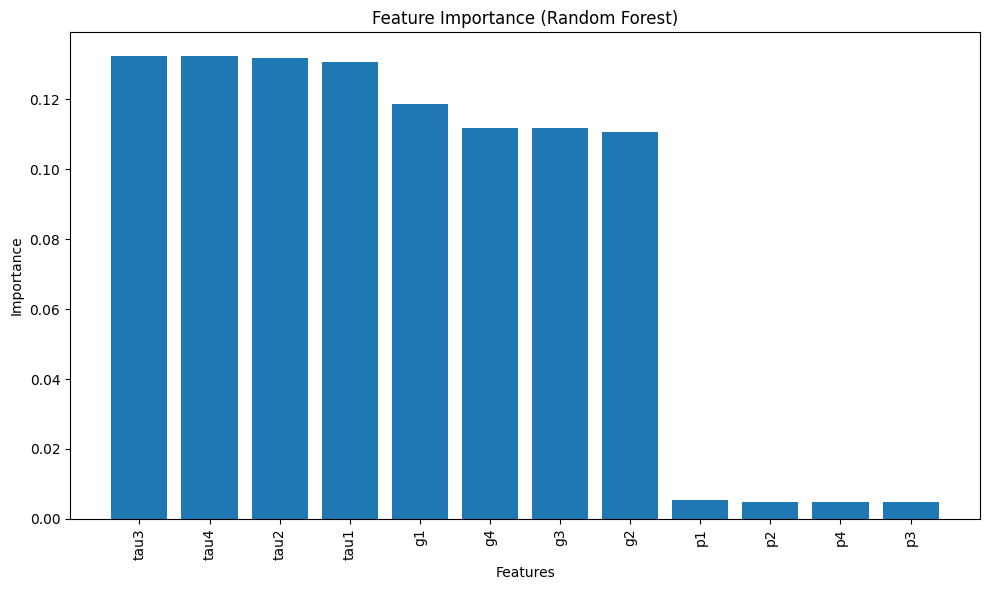 Feature Importance (Random Forest)
Importance
0.12
0.10
0.08
0.06
0.04
0.02
0.00
tau3 tau4 tau2 tau1 g1 g4 g3 g2 p1 p2 p4 p3
Features